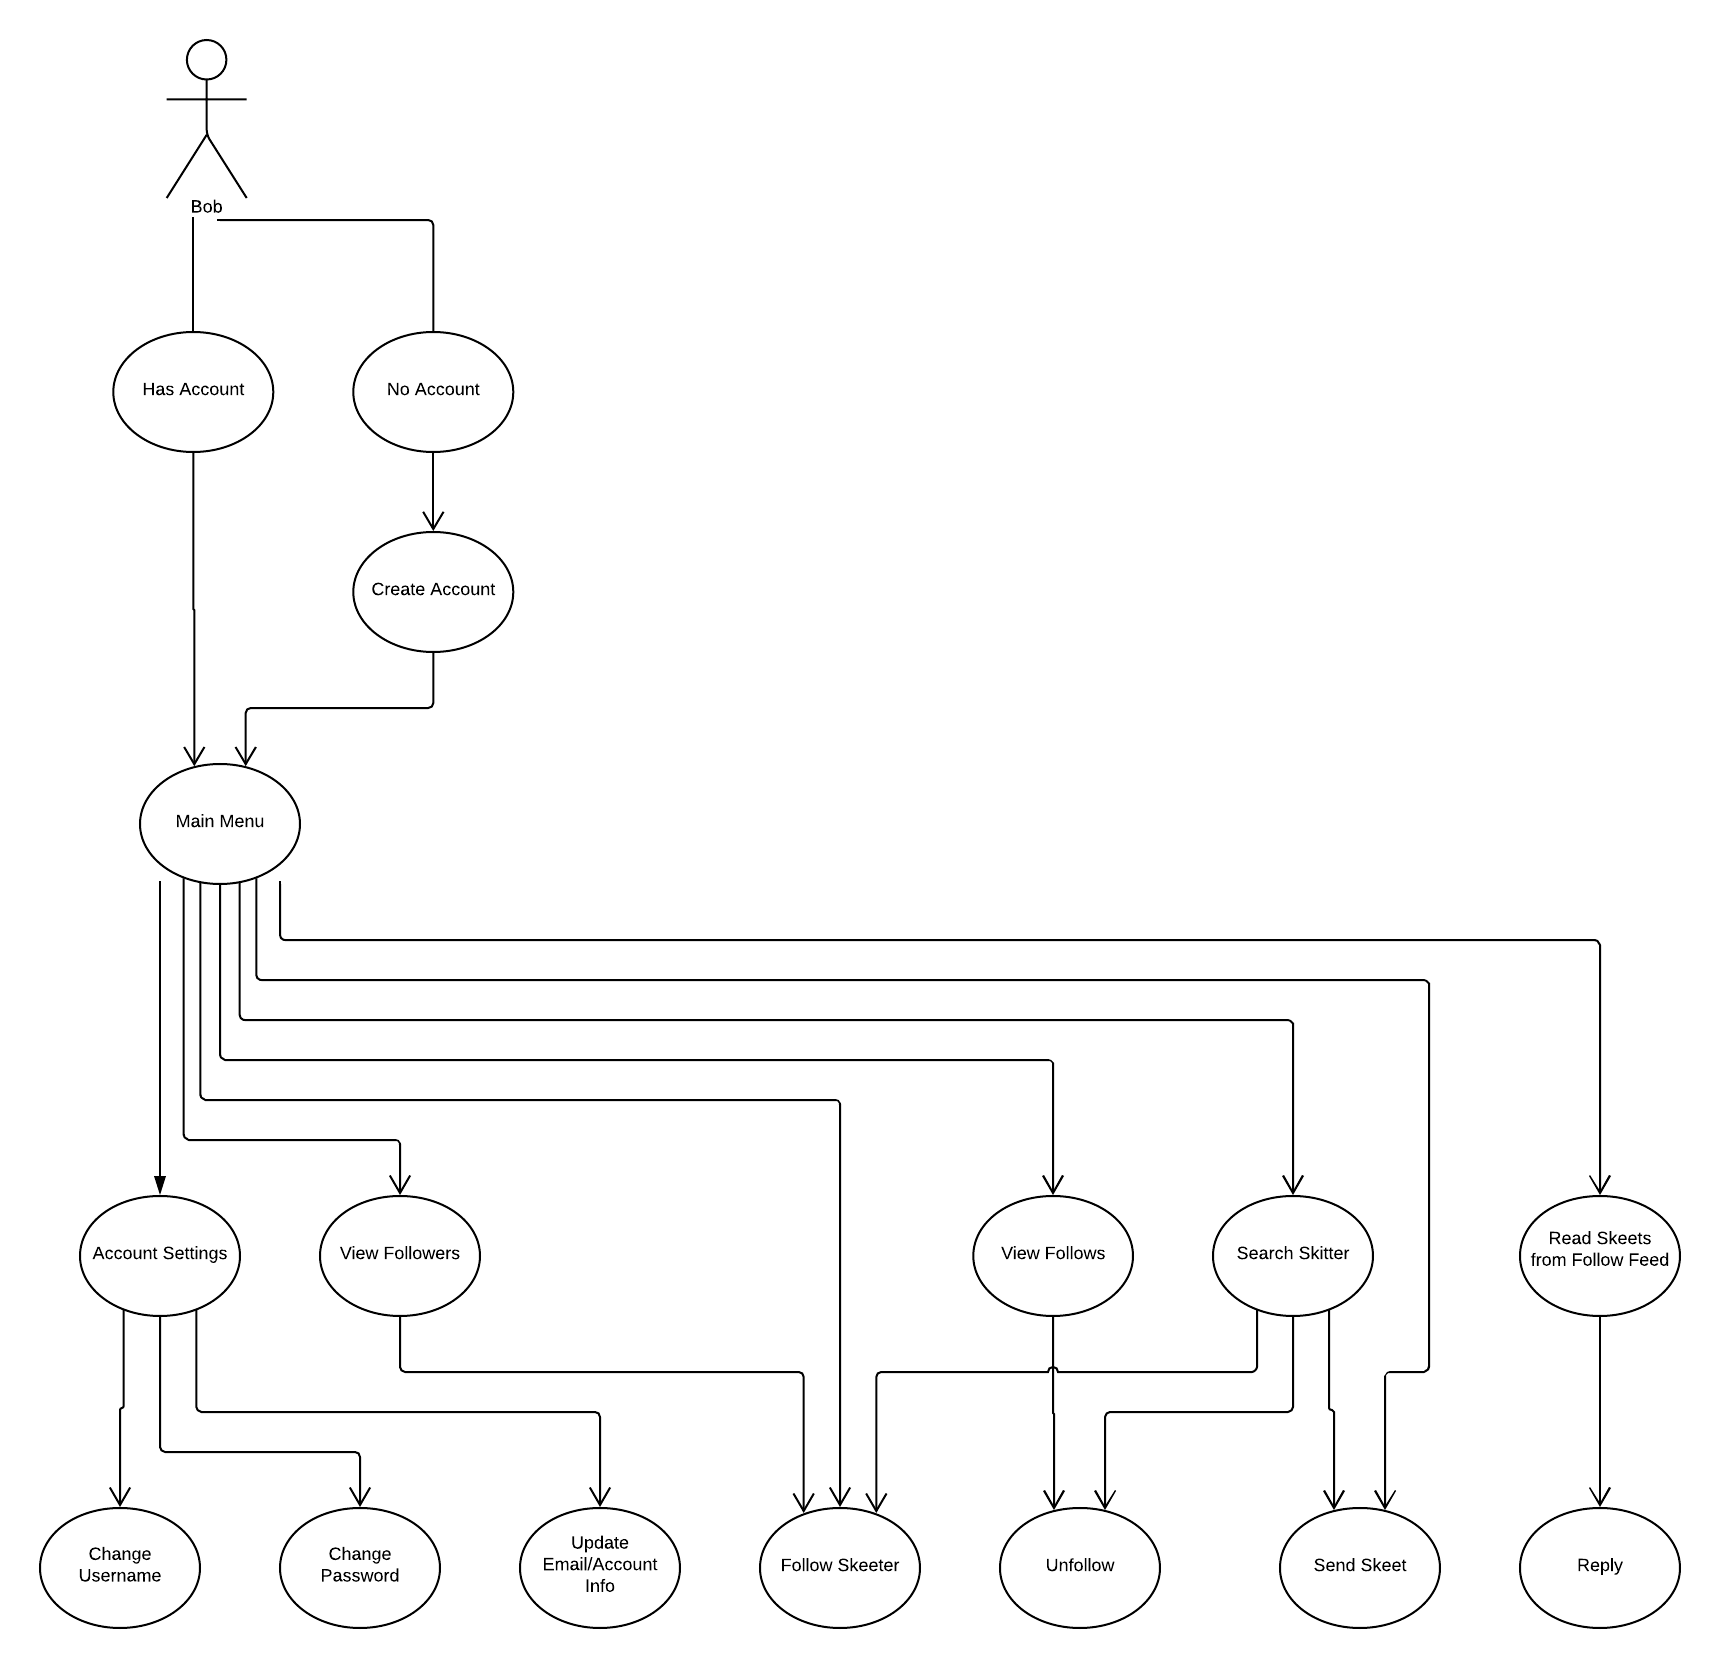 Bob
Has Account
No Account
Create Account
Main Menu
Account Settings
View Followers
View Follows
Search Skitter
Read Skeets
from Follow Feed
Change
Username
Change
Password
Update
Email/Account
Info
Follow Skeeter
Unfollow
Send Skeet
Reply